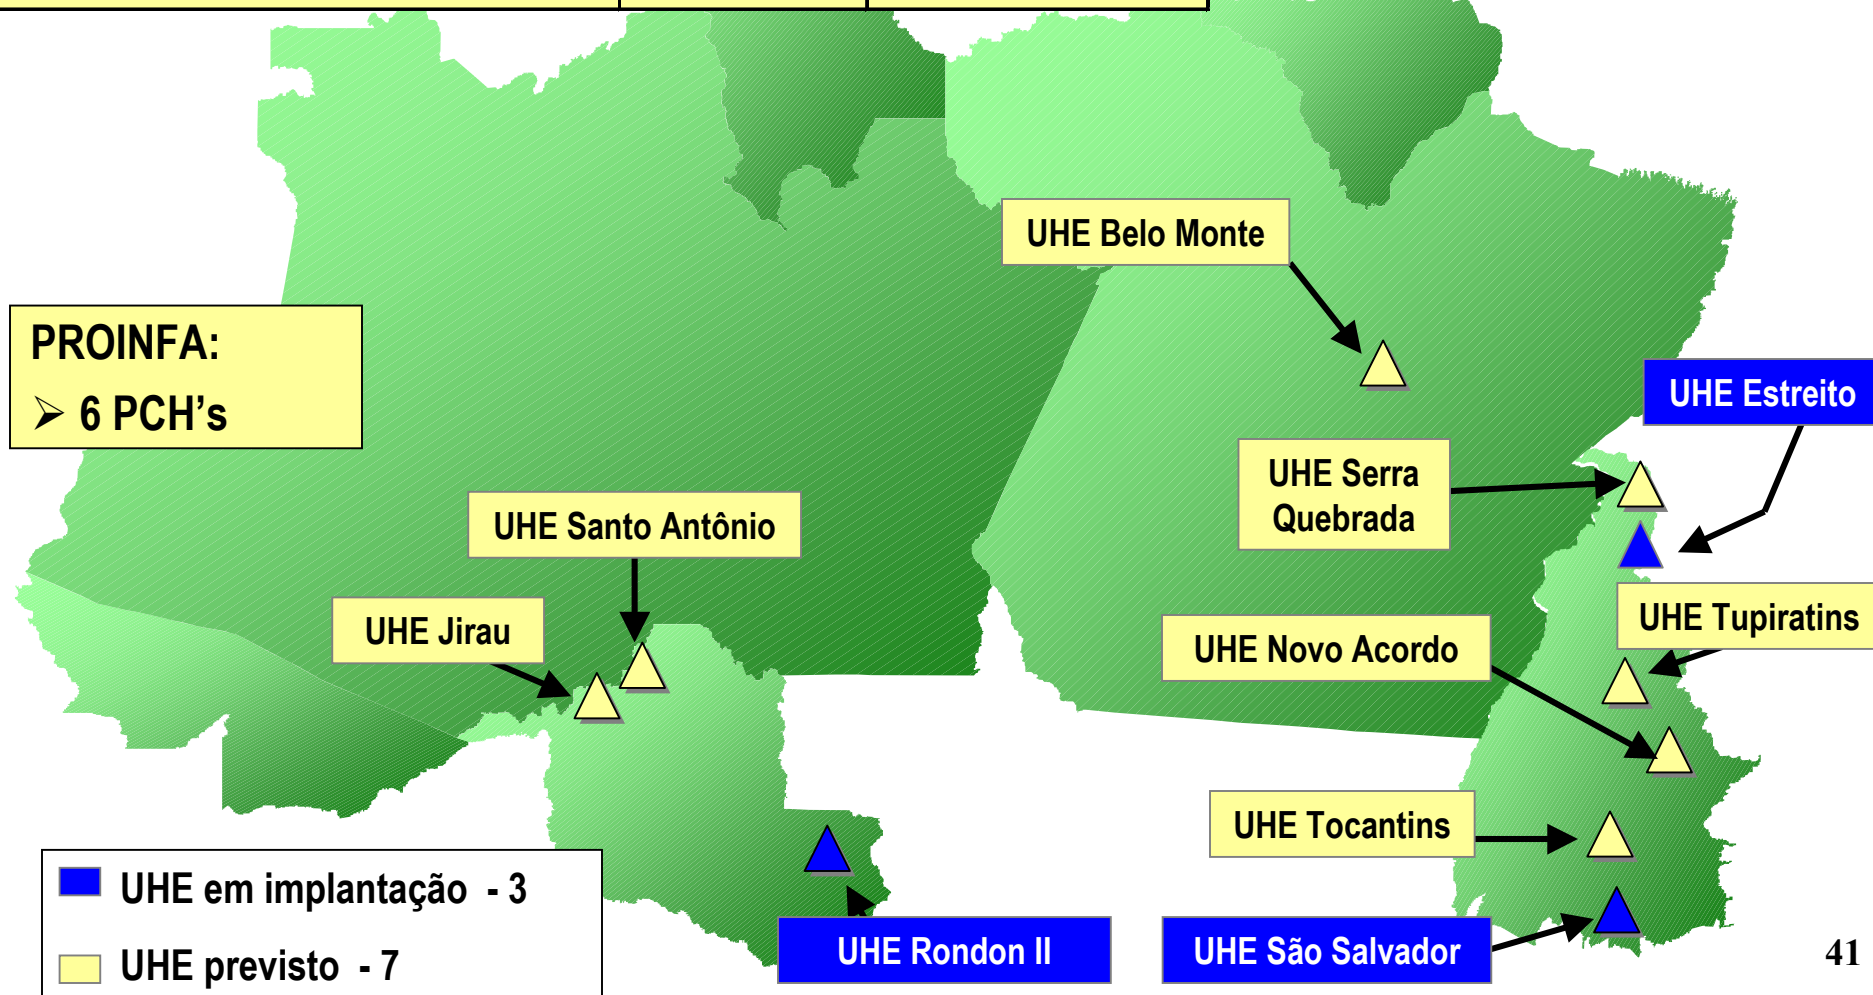 UHE Belo Monte
PROINFA:
➢ 6 PCH’s
UHE Estreito
UHE Serra
Quebrada
UHE Santo Antônio
UHE Jirau
UHE Tupiratins
UHE Novo Acordo
UHE Tocantins
UHE em implantação - 3
UHE previsto - 7
UHE Rondon II
UHE São Salvador
41